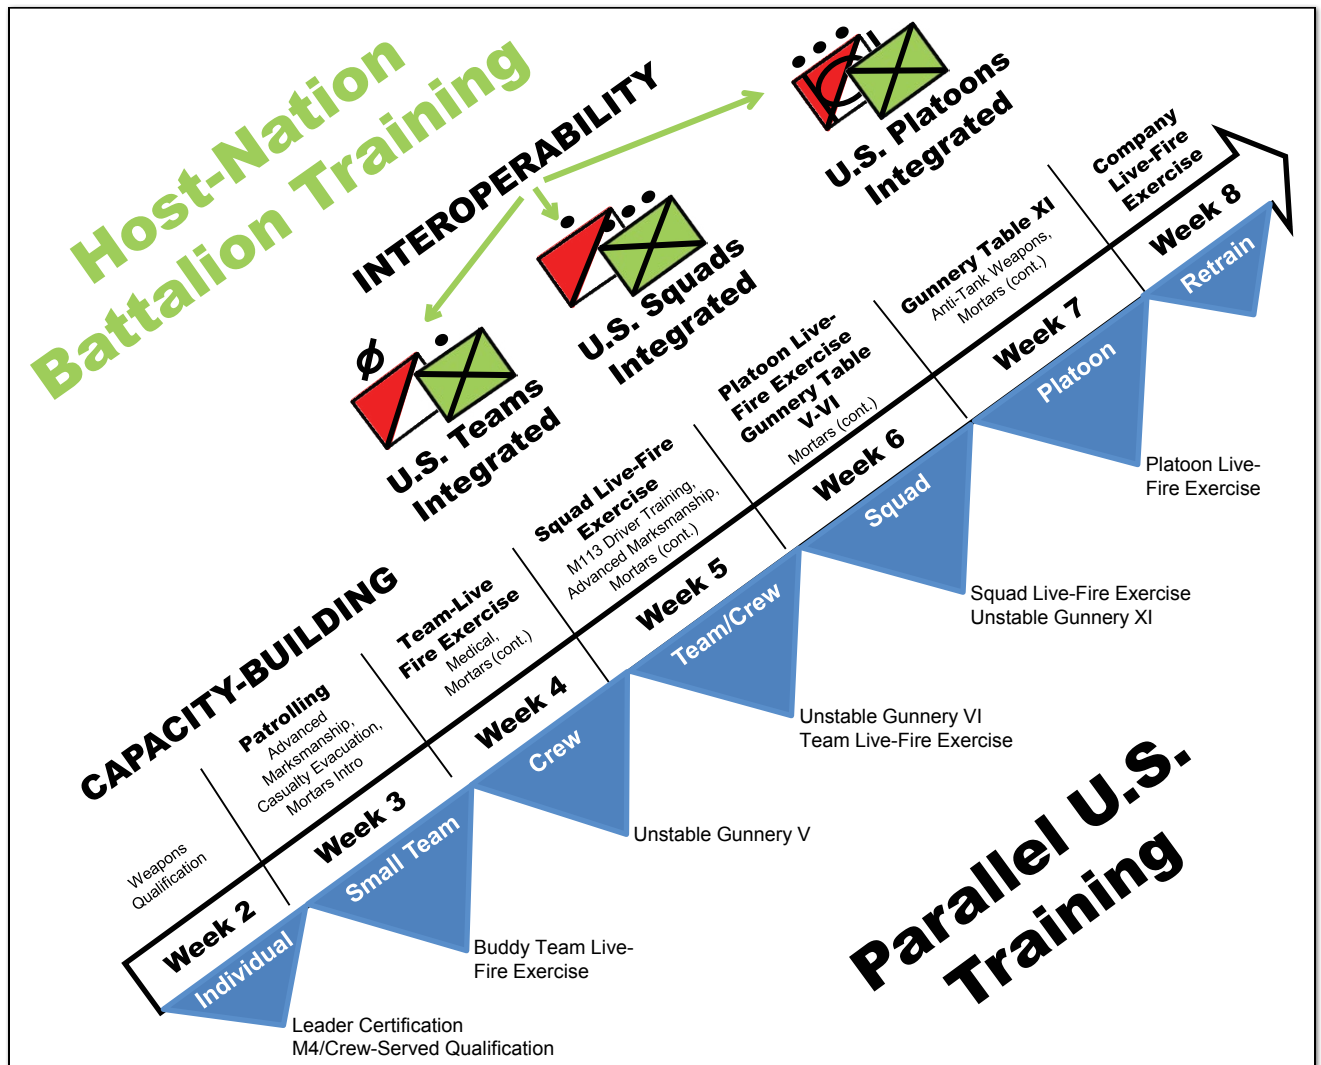 Host-Nation
Battalion Training
INTEROPERABILITY
U.S. Platoons
Integrated
U.S. Squads
Integrated
U.S. Teams
Integrated
CAPACITY-BUILDING
Weapons
Qualification
Patrolling
Advanced
Marksmanship,
Casualty Evacuation,
Mortars Intro
Team-Live
Fire Exercise
Medical,
Mortars (cont.)
Squad Live-Fire
Exercise
M113 Driver Training,
Advanced Marksmanship,
Mortars (cont.)
Platoon Live-
Fire Exercise
Gunnery Table
V-VI
Mortars (cont.)
Gunnery Table XI
Anti-Tank Weapons,
Mortars (cont.)
Company
Live-Fire
Exercise
Week 2
Week 3
Week 4
Week 5
Week 6
Week 7
Week 8
Individual
Small Team
Crew
Team/Crew
Squad
Platoon
Retrain
Leader Certification
M4/Crew-Served Qualification
Buddy Team Live-
Fire Exercise
Unstable Gunnery V
Unstable Gunnery VI
Team Live-Fire Exercise
Squad Live-Fire Exercise
Unstable Gunnery XI
Platoon Live-
Fire Exercise
Parallel U.S.
Training